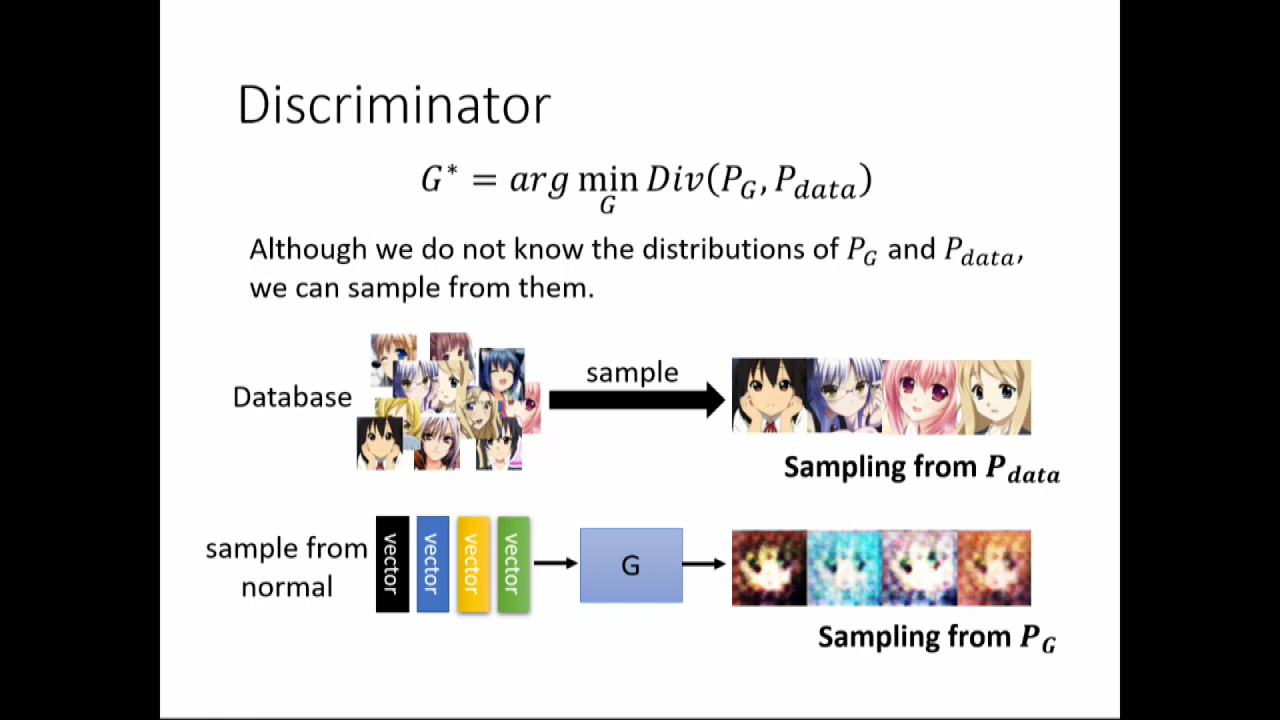 Discriminator
G* = arg min Div(P_G, P_data)
G
Although we do not know the distributions of P_G and P_data,
we can sample from them.
Database
sample
Sampling from P_data
sample from
normal
vector
vector
vector
vector
G
Sampling from P_G